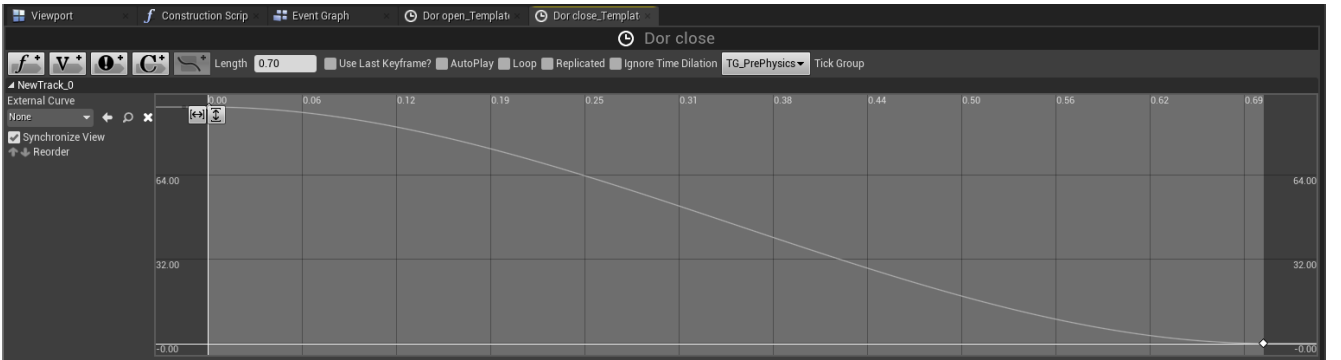 Viewport
Construction Scrip
Event Graph
Dor open_Templat
Dor close_Templat
Dor close
f+ V+ !+ C+ + Length 0.70 Use Last Keyframe? AutoPlay Loop Replicated Ignore Time Dilation TG_PrePhysics Tick Group
NewTrack_0
External Curve
None
Synchronize View
Reorder
0.00 0.06 0.12 0.19 0.25 0.31 0.38 0.44 0.50 0.56 0.62 0.69
64.00 64.00
32.00 32.00
-0.00 -0.00